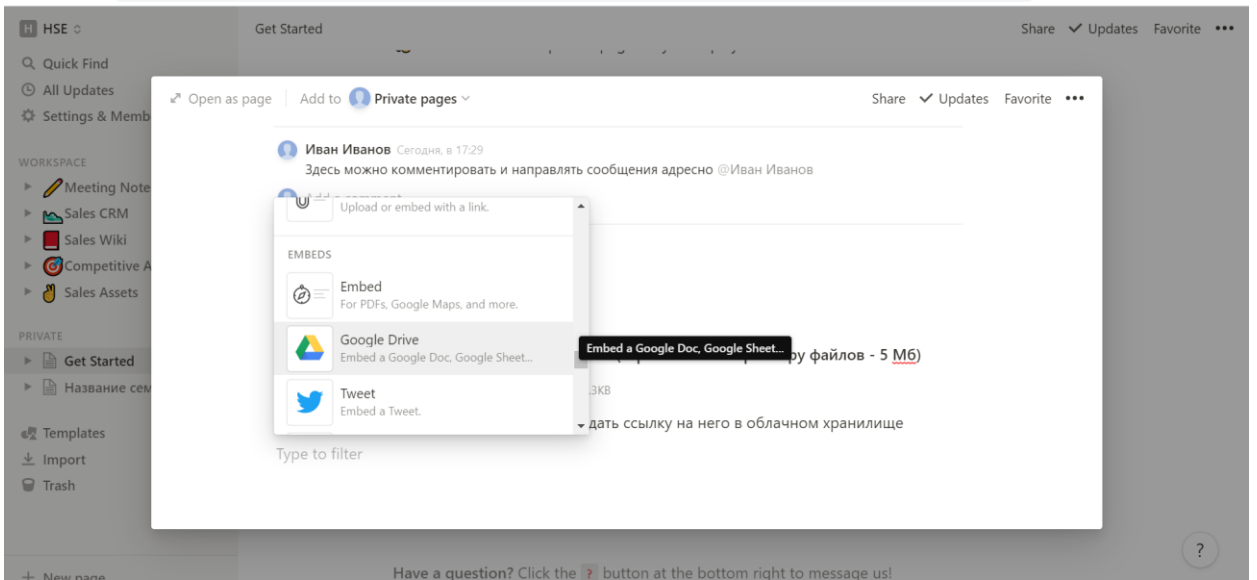 H HSE
Get Started
Share Updates Favorite
Quick Find
All Updates
Settings & Memb
WORKSPACE
Meeting Note
Sales CRM
Sales Wiki
Competitive A
Sales Assets
PRIVATE
Get Started
Название сем
Templates
Import
Trash
New page
Open as page Add to Private pages
Share Updates Favorite
Иван Иванов Сегодня, в 17:29
Здесь можно комментировать и направлять сообщения адресно @Иван Иванов
Add a comment
Upload or embed with a link.
EMBEDS
Embed
For PDFs, Google Maps, and more.
Google Drive
Embed a Google Doc, Google Sheet...
Embed a Google Doc, Google Sheet...
ру файлов - 5 Мб)
Tweet
Embed a Tweet.
.3KB
дать ссылку на него в облачном хранилище
Type to filter
?
Have a question? Click the ? button at the bottom right to message us!